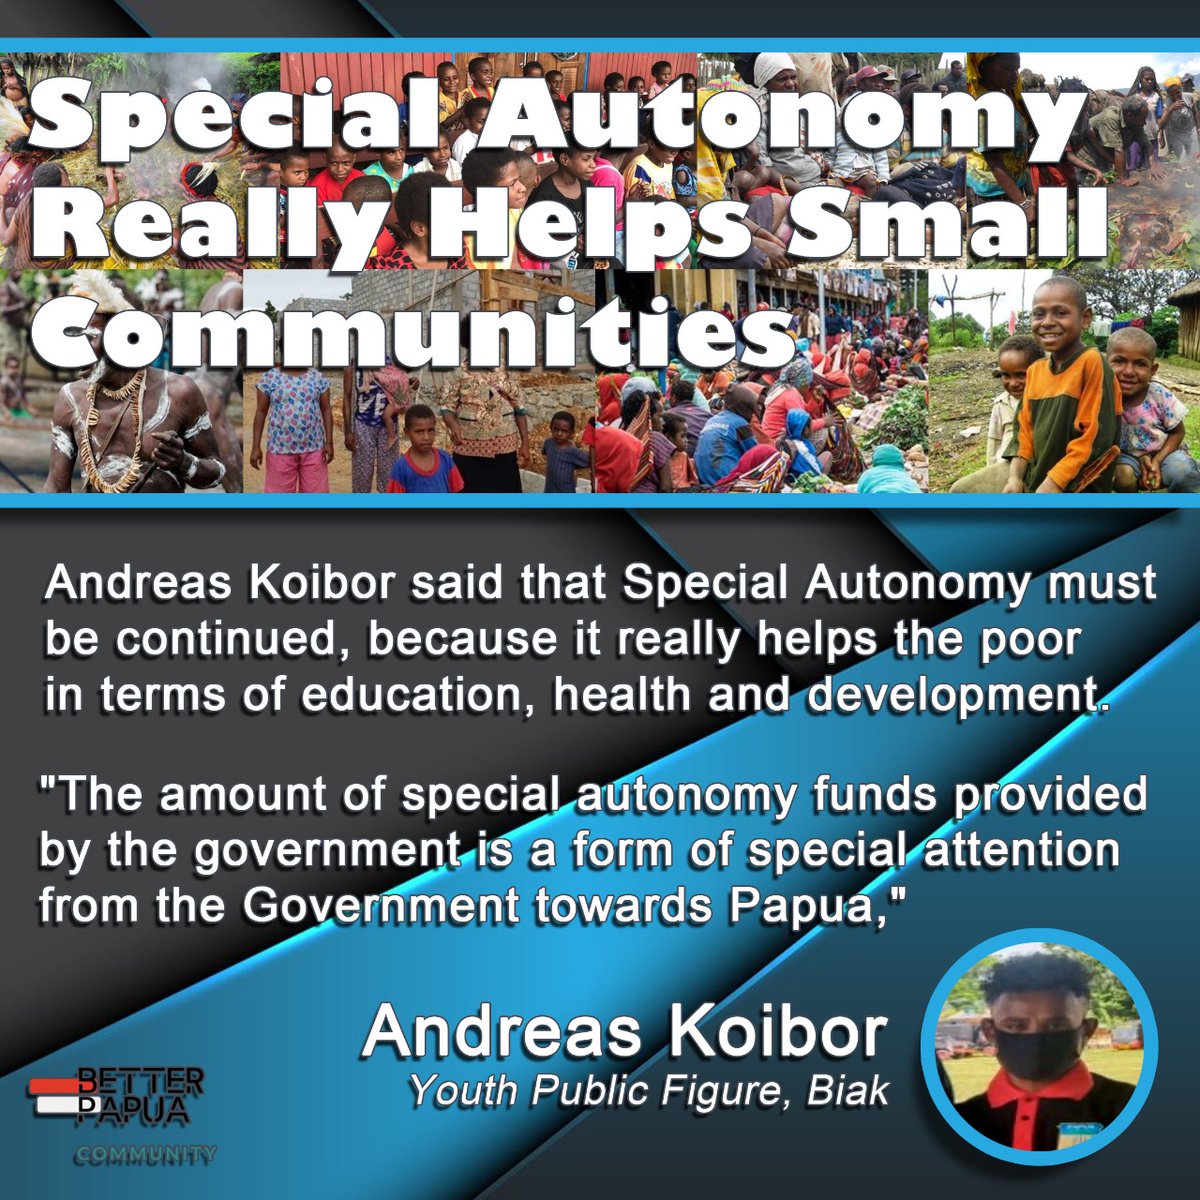 Special Autonomy
Really Helps Small
Communities
Andreas Koibor said that Special Autonomy must
be continued, because it really helps the poor
in terms of education, health and development.
"The amount of special autonomy funds provided
by the government is a form of special attention
from the Government towards Papua,"
Andreas Koibor
Youth Public Figure, Biak
BETTER
PAPUA
COMMUNITY